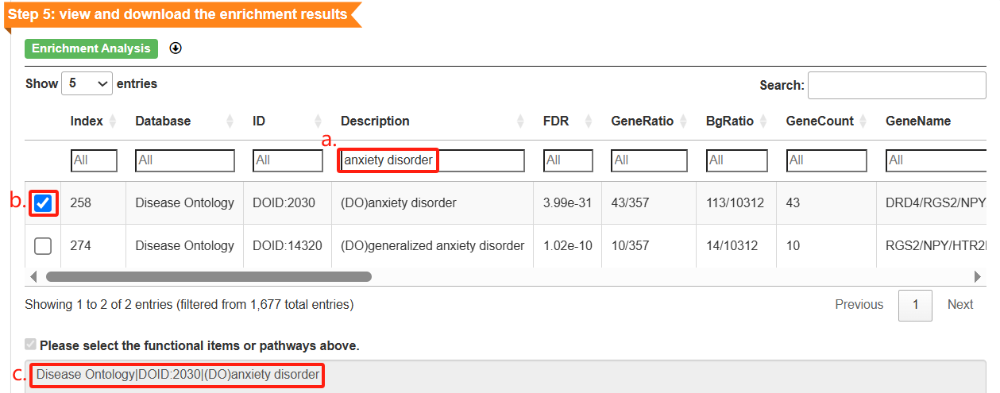 Step 5: view and download the enrichment results
Enrichment Analysis
Show 5 entries Search:
Index Database ID Description FDR GeneRatio BgRatio GeneCount GeneName
a.
All All All anxiety disorder All All All All All
b. 258 Disease Ontology DOID:2030 (DO)anxiety disorder 3.99e-31 43/357 113/10312 43 DRD4/RGS2/NPY
274 Disease Ontology DOID:14320 (DO)generalized anxiety disorder 1.02e-10 10/357 14/10312 10 RGS2/NPY/HTR2
Showing 1 to 2 of 2 entries (filtered from 1,677 total entries) Previous 1 Next
Please select the functional items or pathways above.
c. Disease Ontology|DOID:2030|(DO)anxiety disorder